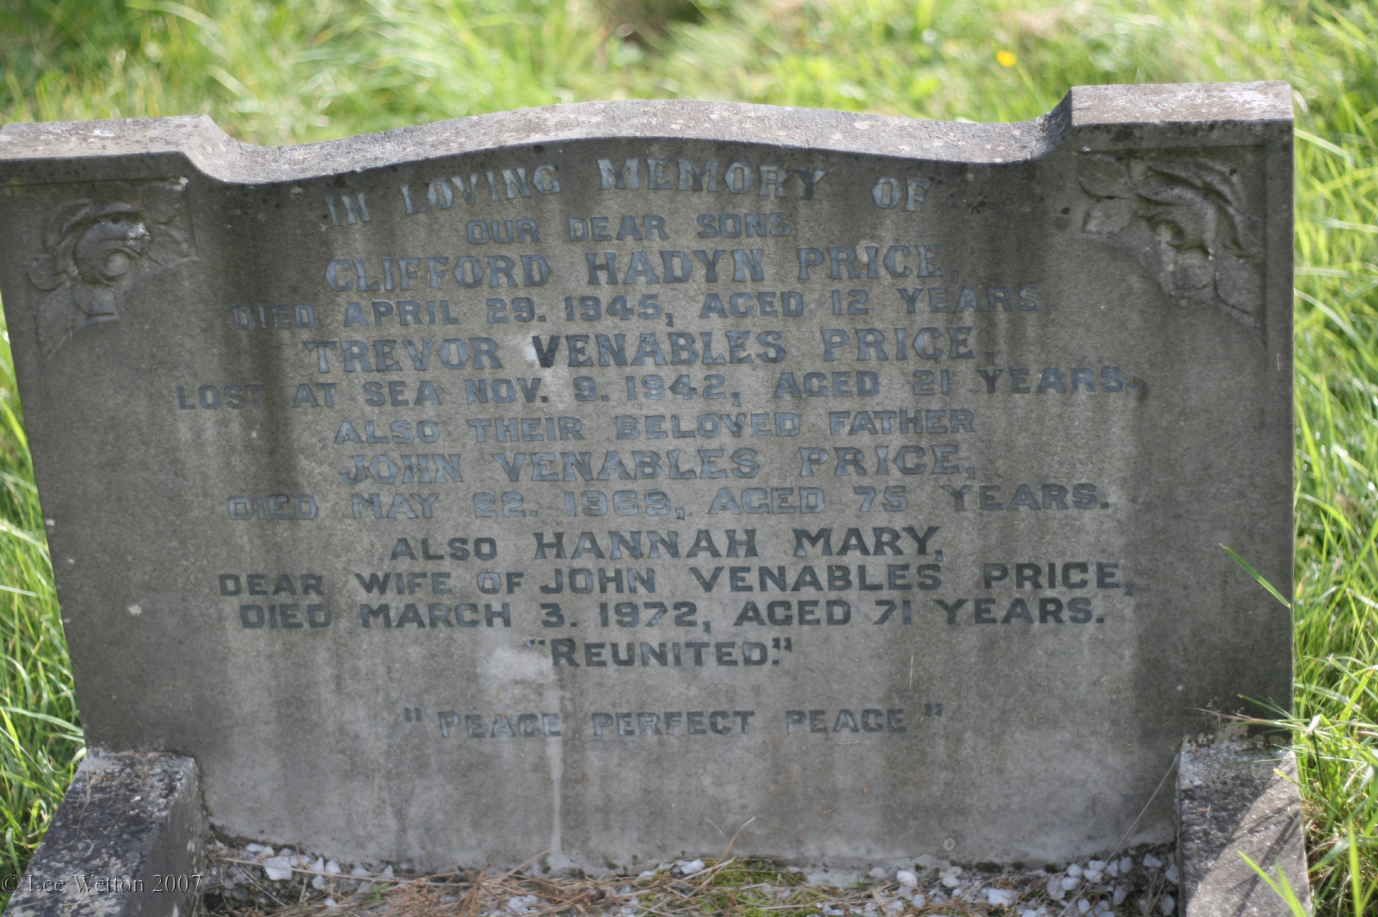 IN LOVING MEMORY OF
OUR DEAR SONS
CLIFFORD HADYN PRICE,
DIED APRIL 29. 1945, AGED 12 YEARS
TREVOR VENABLES PRICE
LOST AT SEA NOV. 9. 1942, AGED 21 YEARS.
ALSO THEIR BELOVED FATHER
JOHN VENABLES PRICE,
DIED MAY 22. 1969, AGED 75 YEARS.
ALSO HANNAH MARY,
DEAR WIFE OF JOHN VENABLES PRICE,
DIED MARCH 3. 1972, AGED 71 YEARS.
"REUNITED."
"PEACE PERFECT PEACE"
© Lee Wetton 2007